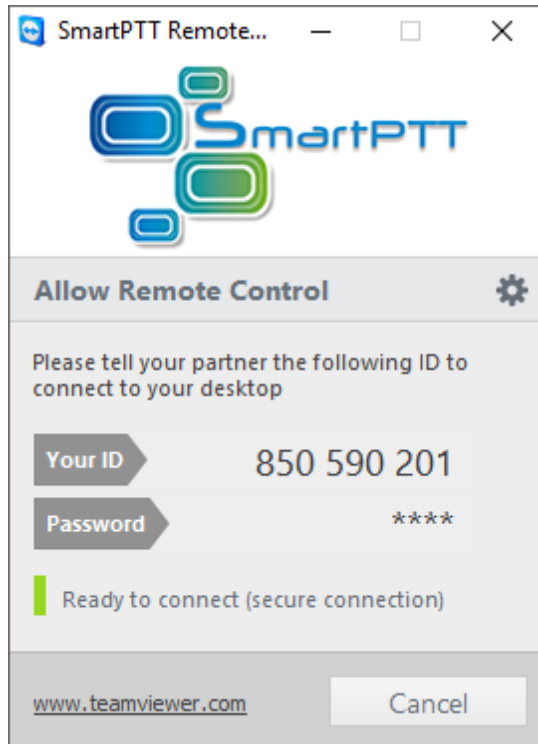 SmartPTT Remote...
SmartPTT
Allow Remote Control
Please tell your partner the following ID to
connect to your desktop
Your ID 850 590 201
Password ****
Ready to connect (secure connection)
www.teamviewer.com Cancel